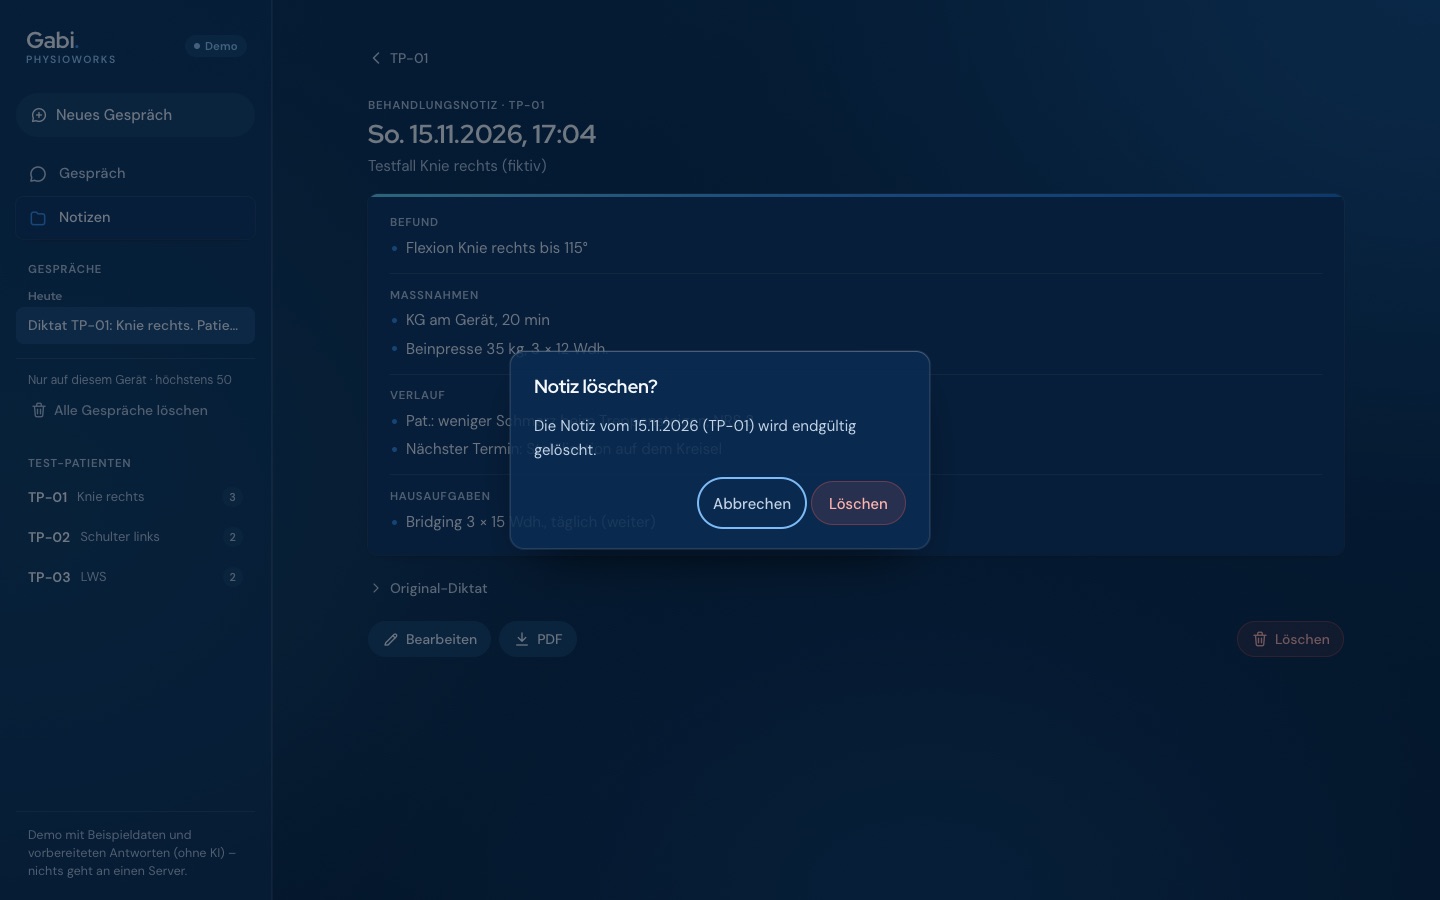 Gabi.
PHYSIOWORKS
Demo
Neues Gespräch
Gespräch
Notizen
GESPRÄCHE
Heute
Diktat TP-01: Knie rechts. Patie...
Nur auf diesem Gerät · höchstens 50
Alle Gespräche löschen
TEST-PATIENTEN
TP-01 Knie rechts 3
TP-02 Schulter links 2
TP-03 LWS 2
Demo mit Beispieldaten und
vorbereiteten Antworten (ohne KI) –
nichts geht an einen Server.
TP-01
BEHANDLUNGSNOTIZ · TP-01
So. 15.11.2026, 17:04
Testfall Knie rechts (fiktiv)
BEFUND
Flexion Knie rechts bis 115°
MASSNAHMEN
KG am Gerät, 20 min
Beinpresse 35 kg, 3 × 12 Wdh.
VERLAUF
Pat.: weniger
Nächster Termin: auf dem Kreisel
HAUSAUFGABEN
Bridging 3 × 15 Wdh., täglich (weiter)
Notiz löschen?
Die Notiz vom 15.11.2026 (TP-01) wird endgültig
gelöscht.
Abbrechen
Löschen
Original-Diktat
Bearbeiten
PDF
Löschen